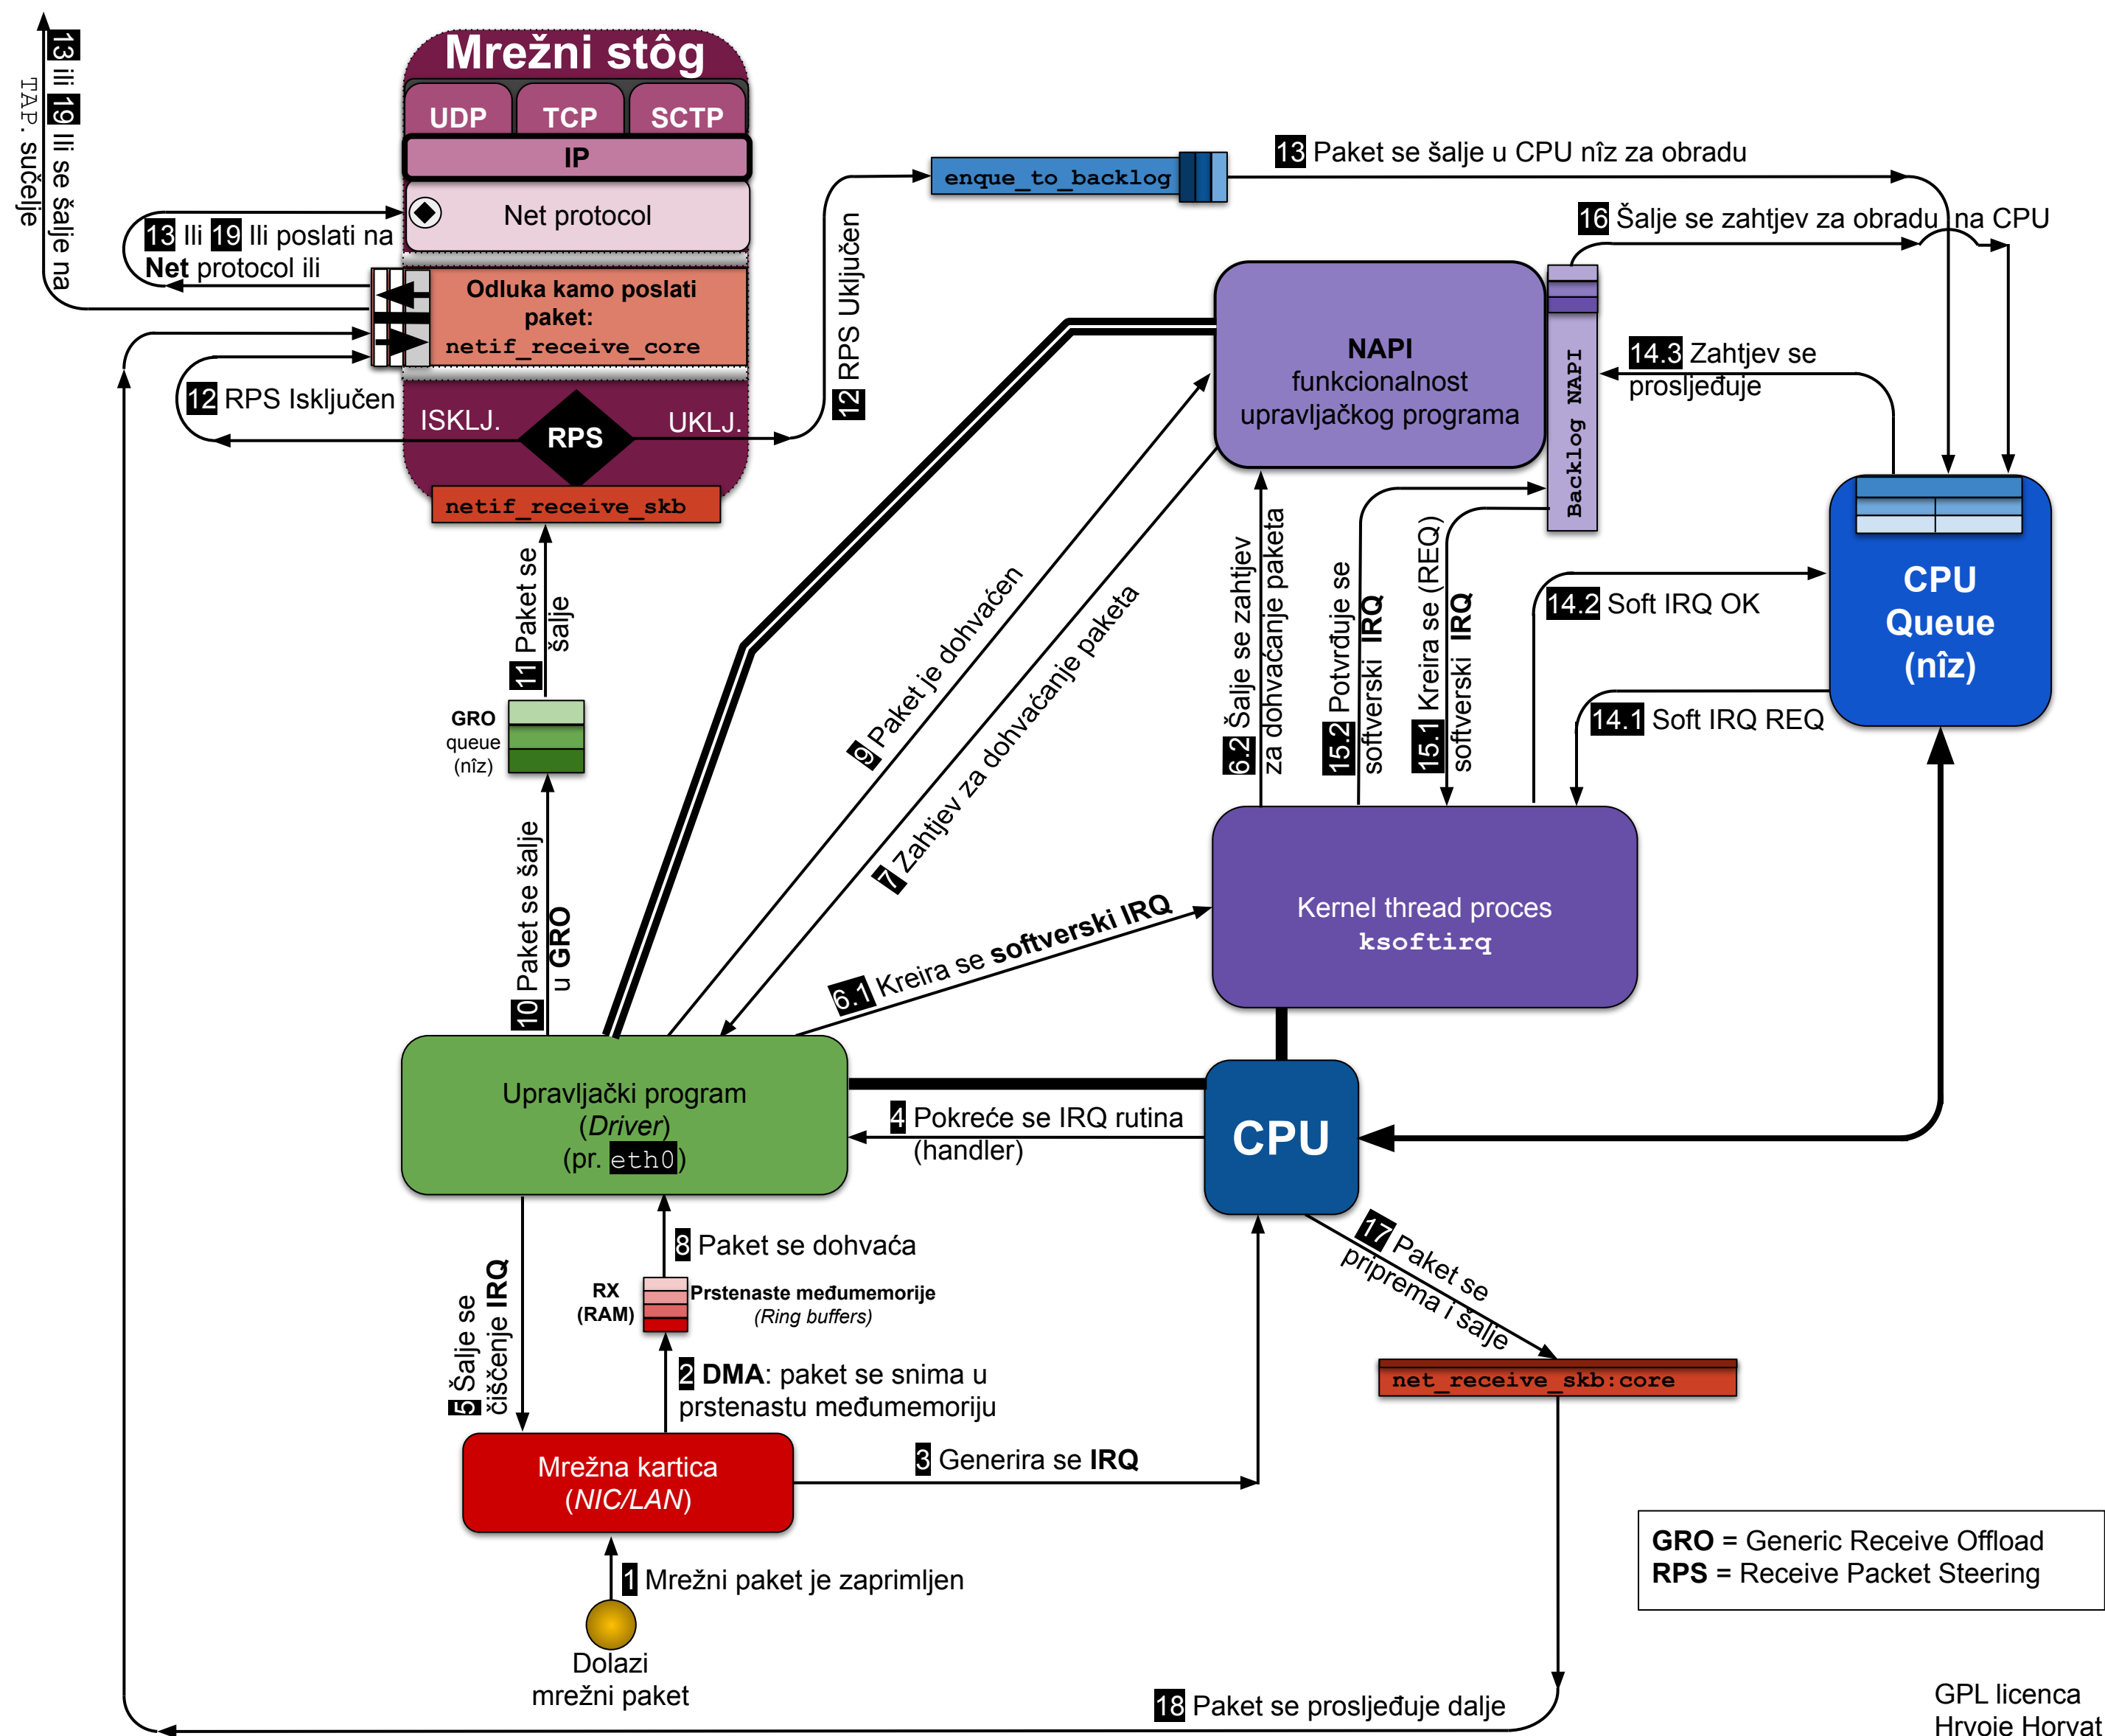 Mrežni stôg
UDP
TCP
SCTP
IP
Net protocol
Odluka kamo poslati
paket:
netif_receive_core
ISKLJ.
RPS
UKLJ.
netif_receive_skb
13 ili 19 Ili se šalje na
TAP. sučelje
13 Ili 19 Ili poslati na
Net protocol ili
12 RPS Isključen
12 RPS Uključen
enque_to_backlog
13 Paket se šalje u CPU nîz za obradu
16 Šalje se zahtjev za obradu na CPU
NAPI
funkcionalnost
upravljačkog programa
Backlog NAPI
14.3 Zahtjev se
prosljeđuje
CPU
Queue
(nîz)
14.2 Soft IRQ OK
14.1 Soft IRQ REQ
11 Paket se
šalje
GRO
queue
(nîz)
10 Paket se šalje
u GRO
9 Paket je dohvaćen
7 Zahtjev za dohvaćanje paketa
6.2 Šalje se zahtjev
za dohvaćanje paketa
15.2 Potvrđuje se
softverski IRQ
15.1 Kreira se (REQ)
softverski IRQ
6.1 Kreira se softverski IRQ
Kernel thread proces
ksoftirq
Upravljački program
(Driver)
(pr. eth0)
4 Pokreće se IRQ rutina
(handler)
CPU
5 Šalje se
čišćenje IRQ
8 Paket se dohvaća
RX
(RAM)
Prstenaste međumemorije
(Ring buffers)
2 DMA: paket se snima u
prstenastu međumemoriju
17 Paket se
priprema i šalje
net_receive_skb:core
Mrežna kartica
(NIC/LAN)
3 Generira se IRQ
1 Mrežni paket je zaprimljen
Dolazi
mrežni paket
18 Paket se prosljeđuje dalje
GRO = Generic Receive Offload
RPS = Receive Packet Steering
GPL licenca
Hrvoje Horvat